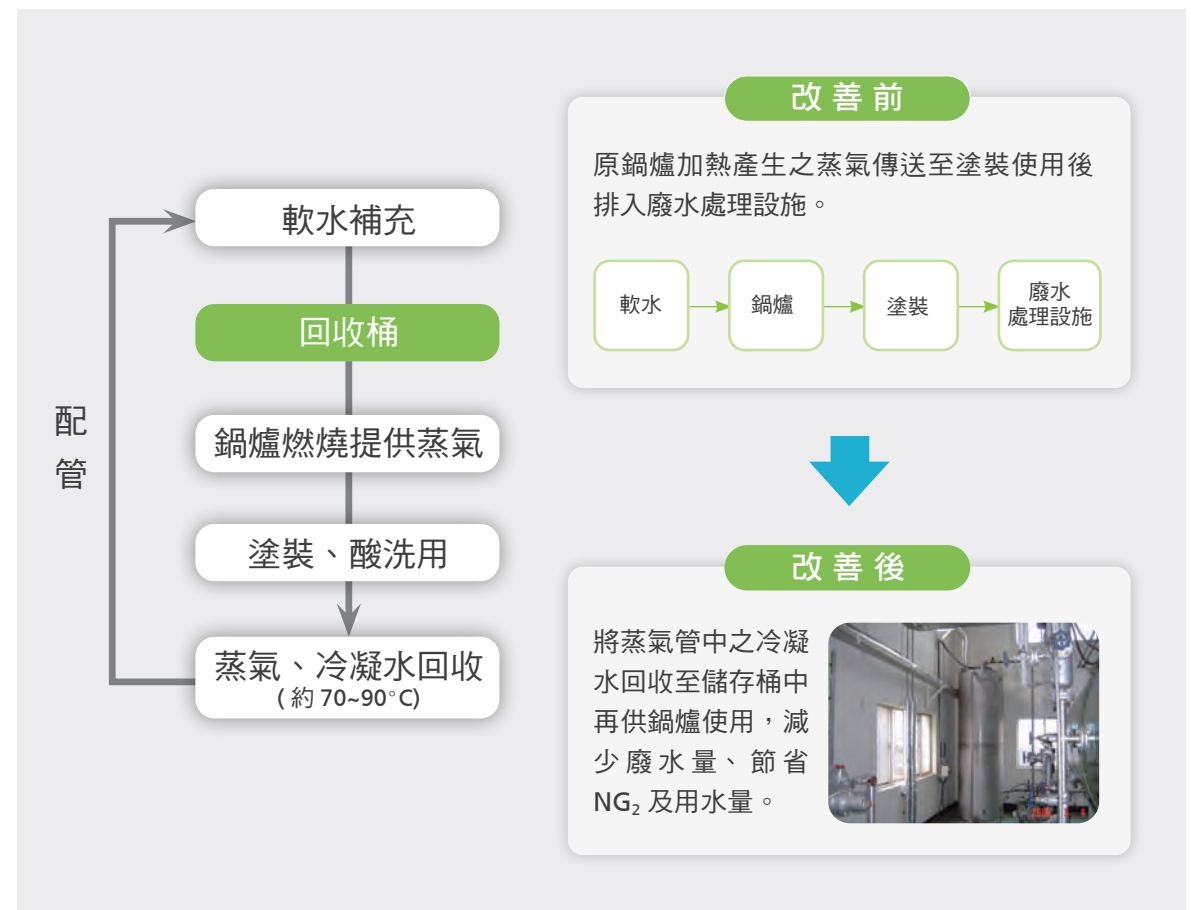 配
管
軟水補充
回收桶
鍋爐燃燒提供蒸氣
塗裝、酸洗用
蒸氣、冷凝水回收
( 約 70~90°C)
改善前
原鍋爐加熱產生之蒸氣傳送至塗裝使用後
排入廢水處理設施。
軟水
鍋爐
塗裝
廢水
處理設施
改善後
將蒸氣管中之冷凝
水回收至儲存桶中
再供鍋爐使用，減
少廢水量、節省
NG₂ 及用水量。